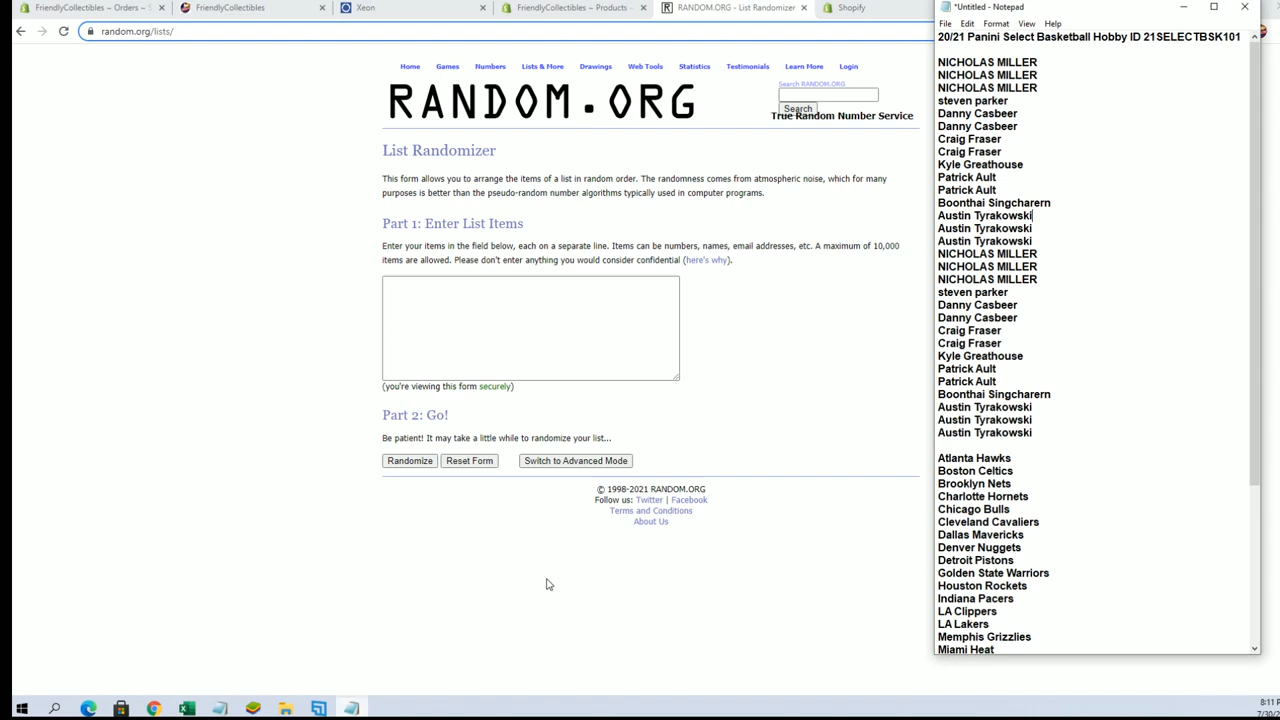 FriendlyCollectibles ~ Orders ~ S
FriendlyCollectibles
Xeon
FriendlyCollectibles ~ Products ~
RANDOM.ORG - List Randomizer
Shopify
random.org/lists/
Home Games Numbers Lists & More Drawings Web Tools Statistics Testimonials Learn More Login
RANDOM.ORG
Search RANDOM.ORG
Search
True Random Number Service
List Randomizer
This form allows you to arrange the items of a list in random order. The randomness comes from atmospheric noise, which for many
purposes is better than the pseudo-random number algorithms typically used in computer programs.
Part 1: Enter List Items
Enter your items in the field below, each on a separate line. Items can be numbers, names, email addresses, etc. A maximum of 10,000
items are allowed. Please don't enter anything you would consider confidential (here's why).
(you're viewing this form securely)
Part 2: Go!
Be patient! It may take a little while to randomize your list...
Randomize Reset Form Switch to Advanced Mode
© 1998-2021 RANDOM.ORG
Follow us: Twitter | Facebook
Terms and Conditions
About Us
*Untitled - Notepad
File Edit Format View Help
20/21 Panini Select Basketball Hobby ID 21SELECTBSK101
NICHOLAS MILLER
NICHOLAS MILLER
NICHOLAS MILLER
steven parker
Danny Casbeer
Danny Casbeer
Craig Fraser
Craig Fraser
Kyle Greathouse
Patrick Ault
Patrick Ault
Boonthai Singcharern
Austin Tyrakowski
Austin Tyrakowski
Austin Tyrakowski
NICHOLAS MILLER
NICHOLAS MILLER
NICHOLAS MILLER
steven parker
Danny Casbeer
Danny Casbeer
Craig Fraser
Craig Fraser
Kyle Greathouse
Patrick Ault
Patrick Ault
Boonthai Singcharern
Austin Tyrakowski
Austin Tyrakowski
Austin Tyrakowski
Atlanta Hawks
Boston Celtics
Brooklyn Nets
Charlotte Hornets
Chicago Bulls
Cleveland Cavaliers
Dallas Mavericks
Denver Nuggets
Detroit Pistons
Golden State Warriors
Houston Rockets
Indiana Pacers
LA Clippers
LA Lakers
Memphis Grizzlies
Miami Heat
8:11 P
7/30/2